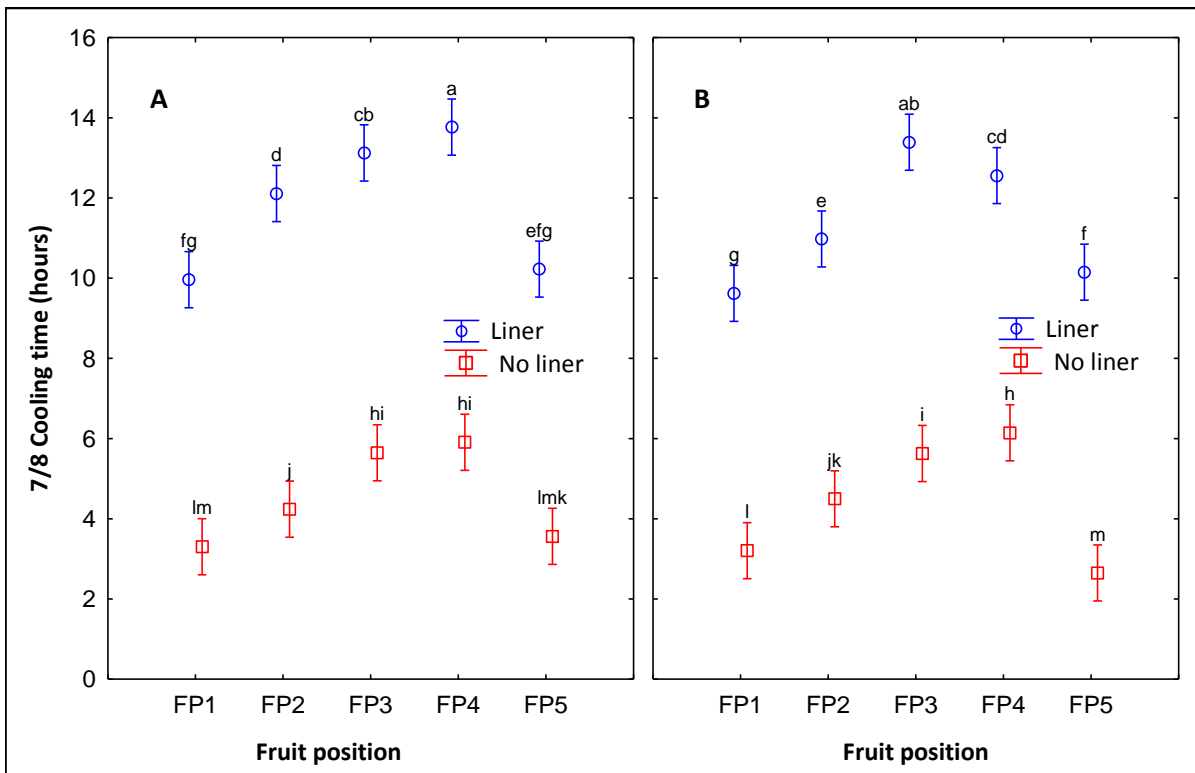 7/8 Cooling time (hours)
16
14
12
10
8
6
4
2
0
A
fg
d
cb
a
efg
Liner
No liner
lm
j
hi
hi
lmk
FP1 FP2 FP3 FP4 FP5
Fruit position
B
g
e
ab
cd
f
Liner
No liner
l
jk
i
h
m
FP1 FP2 FP3 FP4 FP5
Fruit position